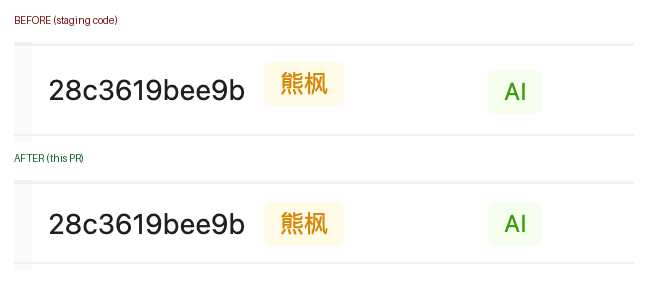 BEFORE (staging code)
28c3619bee9b 熊枫 AI
AFTER (this PR)
28c3619bee9b 熊枫 AI